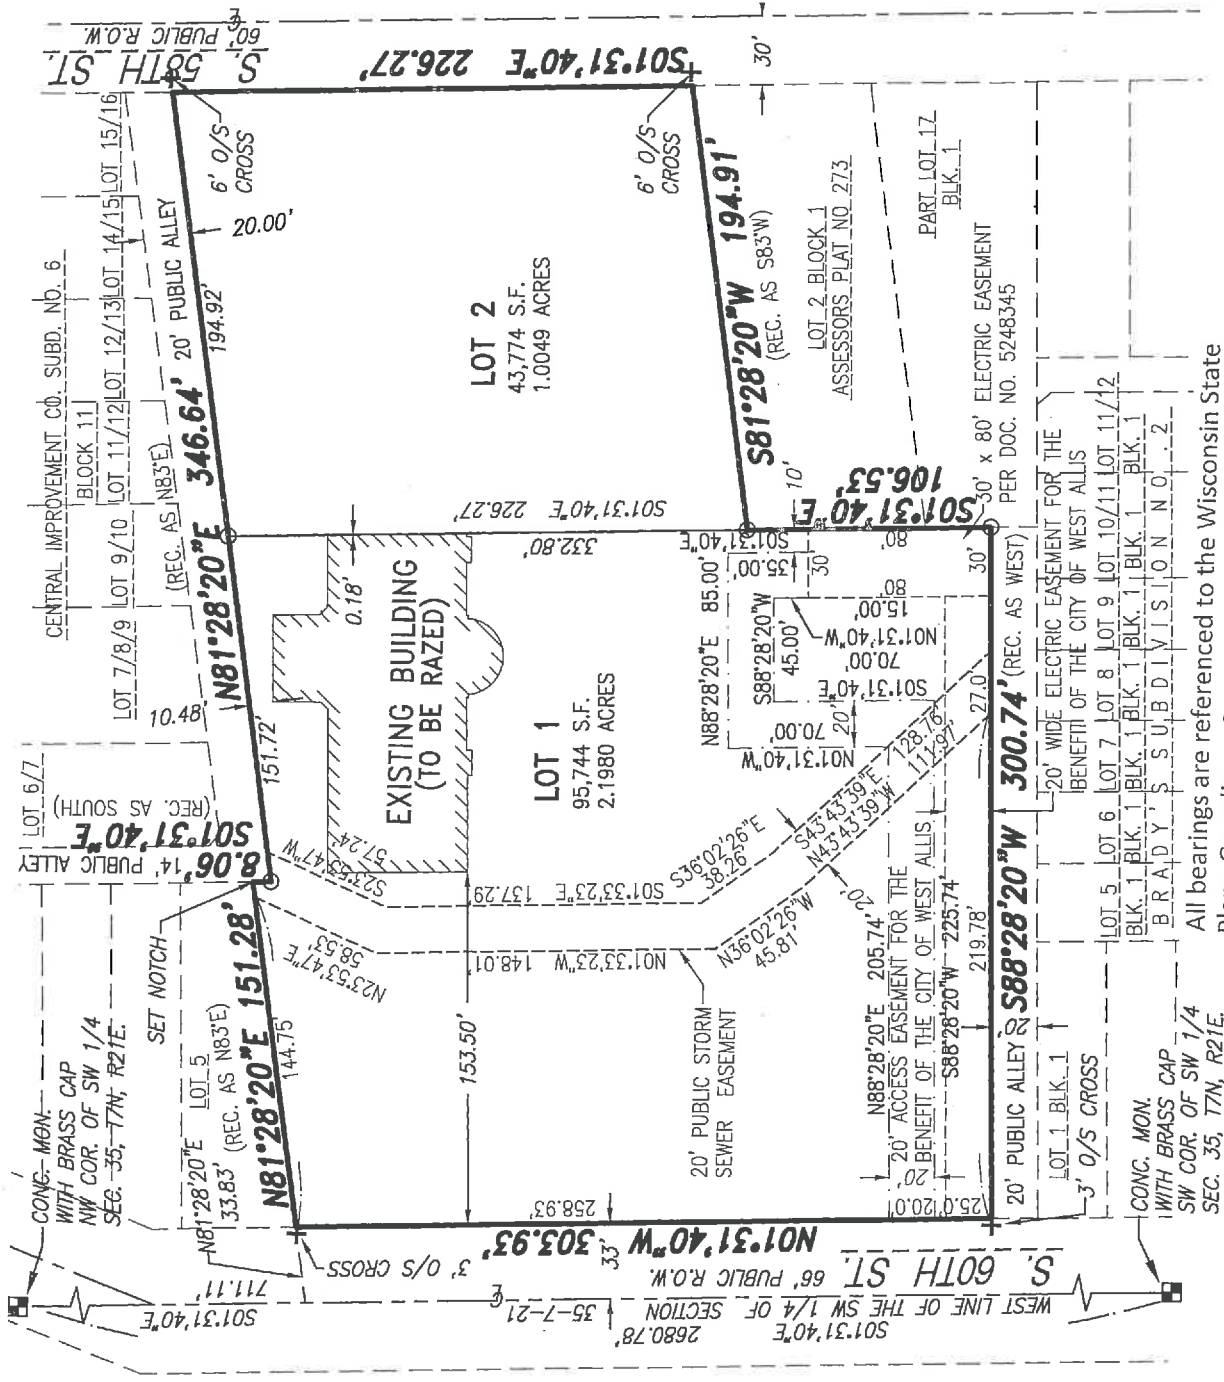 S. 58TH ST.
60' PUBLIC R.O.W.
℄
S01°31'40"E 226.27'
30'
6' O/S
CROSS
6' O/S
CROSS
CENTRAL IMPROVEMENT CO. SUBD. NO. 6
BLOCK 11
LOT 6/7
LOT 7/8/9
LOT 9/10
LOT 11/12
LOT 12/13
LOT 14/15
LOT 15/16
20' PUBLIC ALLEY
20.00'
194.92'
N81°28'20"E 346.64'
(REC. AS N83°E)
10.48'
151.72'
14' PUBLIC ALLEY
S01°31'40"E
8.06'
(REC. AS SOUTH)
SET NOTCH
N81°28'20"E 151.28'
(REC. AS N83°E)
144.75'
LOT 5
N81°28'20"E
33.83'
CONC. MON.
WITH BRASS CAP
NW COR. OF SW 1/4
SEC. 35, T7N, R21E.
LOT 2
43,774 S.F.
1.0049 ACRES
S81°28'20"W 194.91'
(REC. AS S83°W)
LOT 2 BLOCK 1
ASSESSORS PLAT NO 273
PART LOT 17
BLK. 1
S01°31'40"E 226.27'
332.80'
0.18'
EXISTING BUILDING
(TO BE RAZED)
LOT 1
95,744 S.F.
2.1980 ACRES
S01°31'40"E
106.53'
10'
30' x 80' ELECTRIC EASEMENT
PER DOC. NO. 5248345
80'
30'
30'
80'
S01°31'40"E
35.00'
N88°28'20"E 85.00'
S88°28'20"W
45.00'
N01°31'40"W
15.00'
S01°31'40"E
70.00'
N01°31'40"W
70.00'
20'
27.0'
S23°53'47"W
57.24'
N23°53'47"E
58.53'
S01°33'23"E 137.29'
N01°33'23"W 148.01'
S36°02'26"E
38.26'
N36°02'26"W
45.81'
S43°43'39"E 128.76'
N43°43'39"W 111.97'
20'
153.50'
20' PUBLIC STORM
SEWER EASEMENT
N88°28'20"E 205.74'
20' ACCESS EASEMENT FOR THE
BENEFIT OF THE CITY OF WEST ALLIS
S88°28'20"W 225.74'
20'
25.0'
20.0'
219.78'
S88°28'20"W 300.74'
(REC. AS WEST)
20' WIDE ELECTRIC EASEMENT FOR THE
BENEFIT OF THE CITY OF WEST ALLIS
20' PUBLIC ALLEY
20'
258.93'
N01°31'40"W 303.93'
33'
3' O/S CROSS
3' O/S CROSS
S. 60TH ST.
66' PUBLIC R.O.W.
℄
WEST LINE OF THE SW 1/4 OF SECTION 35-7-21
S01°31'40"E 2680.78'
S01°31'40"E
711.11'
LOT 1 BLK. 1
LOT 5
BLK. 1
LOT 6
BLK. 1
LOT 7
BLK. 1
LOT 8
BLK. 1
LOT 9
BLK. 1
LOT 10/11
BLK. 1
LOT 11/12
BLK. 1
BRADY'S SUBDIVISION NO. 2
CONC. MON.
WITH BRASS CAP
SW COR. OF SW 1/4
SEC. 35, T7N, R21E.
All bearings are referenced to the Wisconsin State